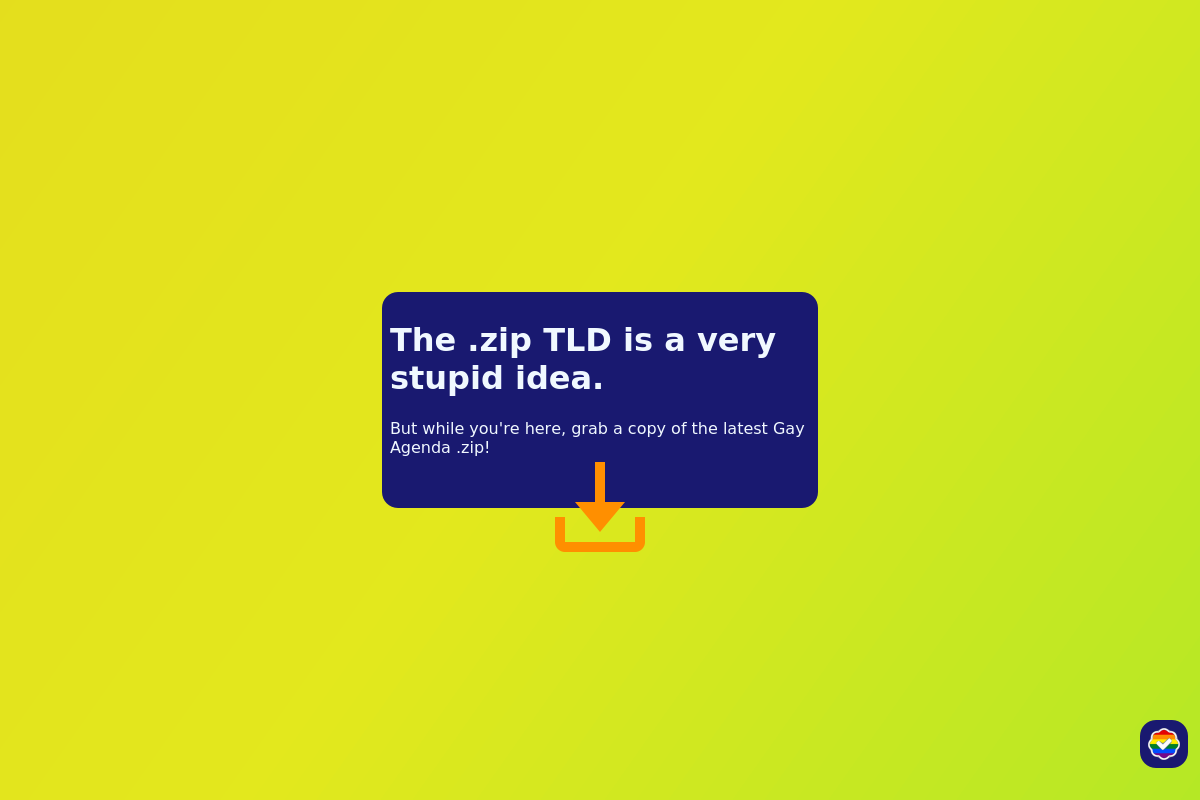 The .zip TLD is a very
stupid idea.
But while you're here, grab a copy of the latest Gay
Agenda .zip!